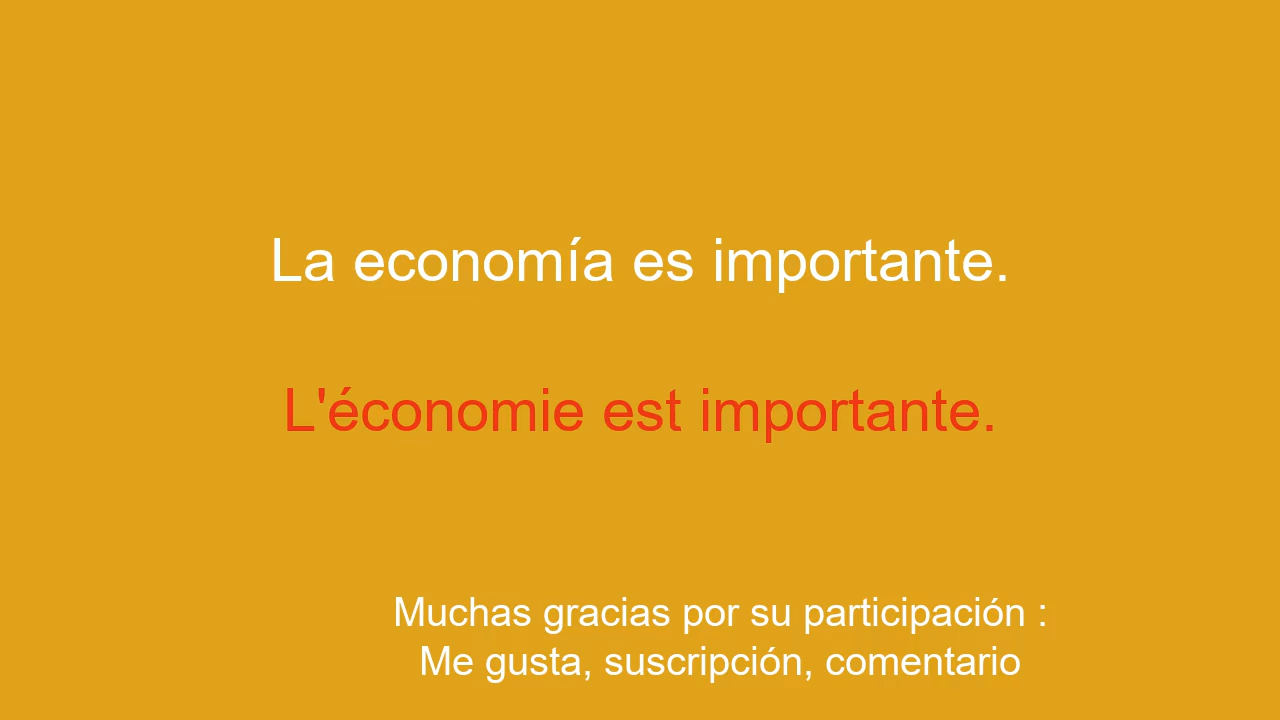 La economía es importante.
L'économie est importante.
Muchas gracias por su participación :
Me gusta, suscripción, comentario